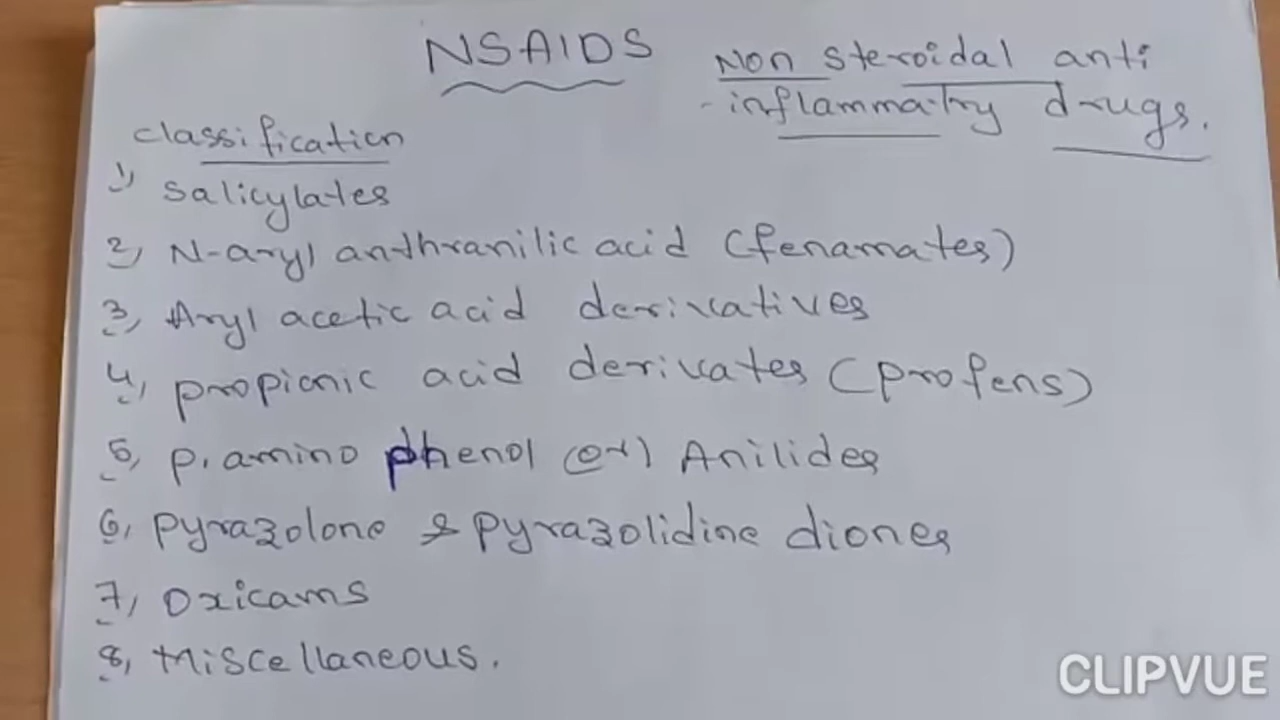 NSAIDS
Non steroidal anti
-inflammatry drugs.
classification
1) Salicylates
2, N-aryl anthranilic acid (fenamates)
3, Aryl acetic acid derivatives
4, propionic acid derivates (profens)
5, p. amino phenol (or) Anilides
6, pyrazolone & pyrazolidine diones
7, Oxicams
8, Miscellaneous.
CLIPVUE